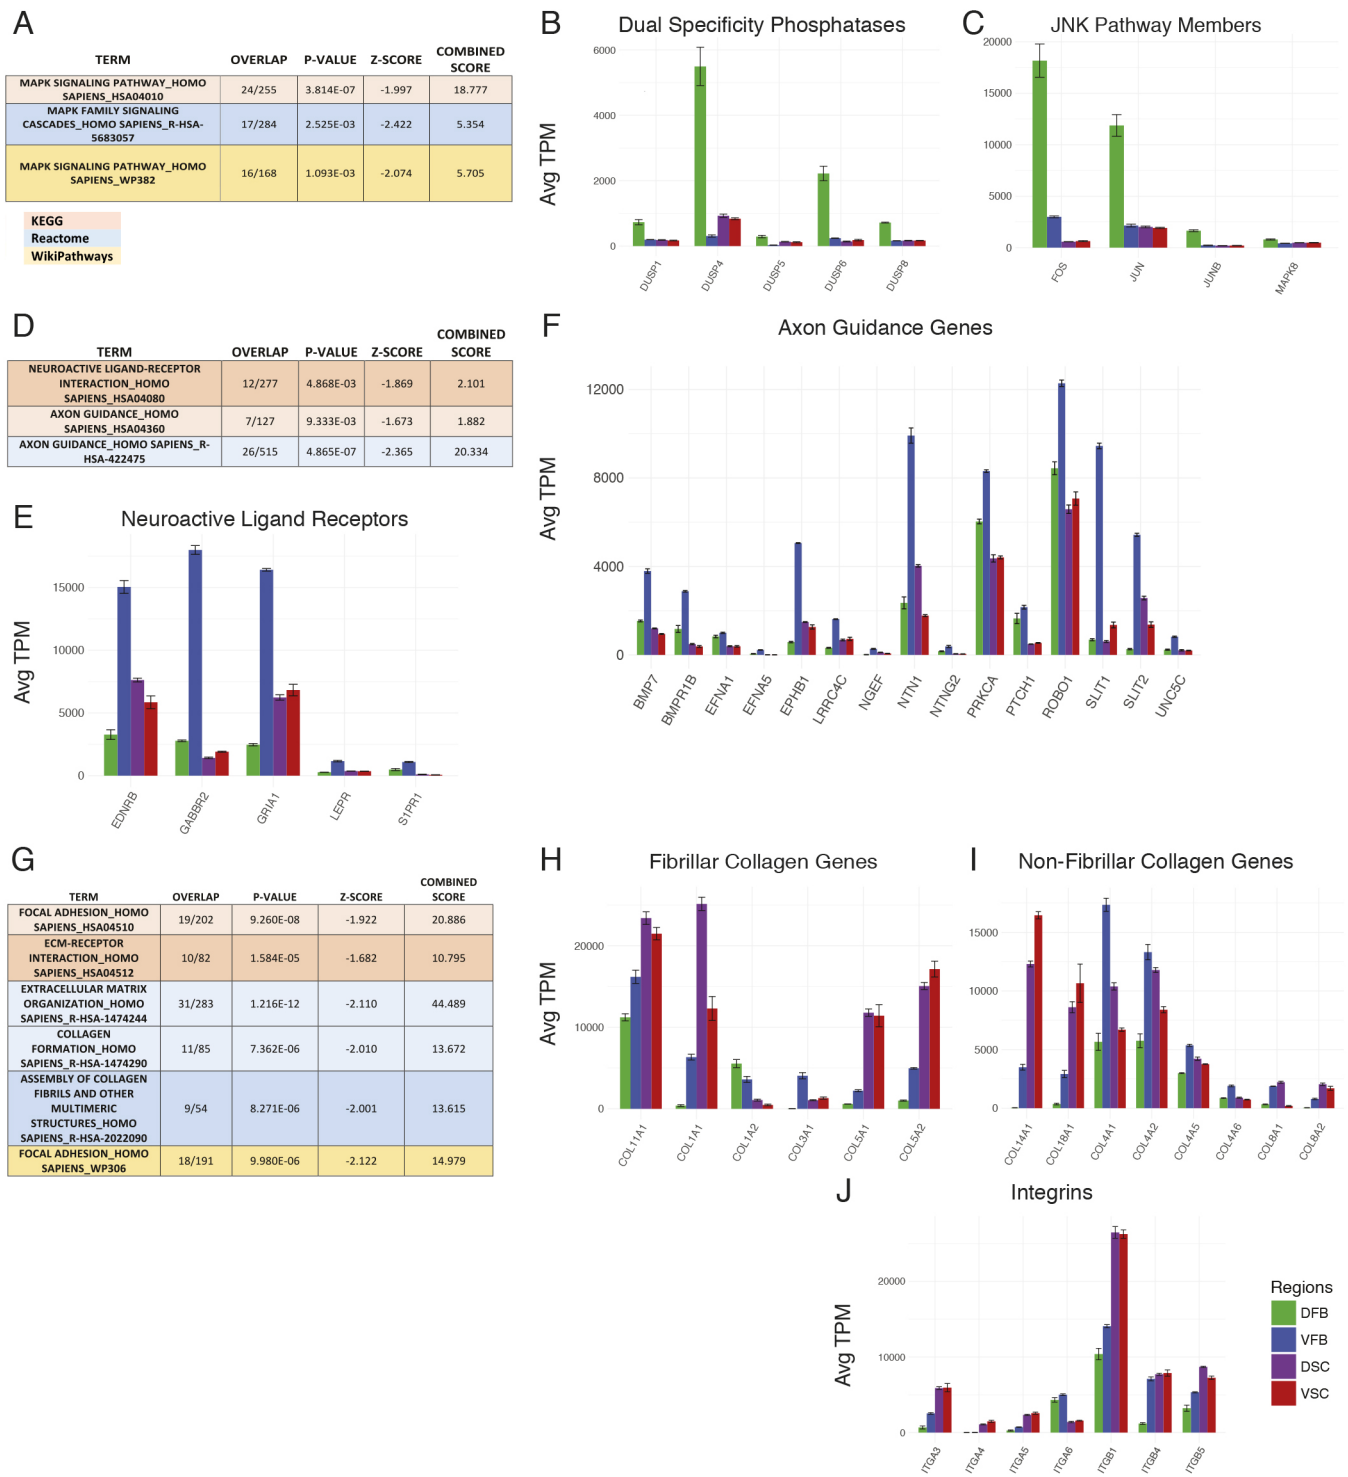 A
TERM OVERLAP P-VALUE Z-SCORE COMBINED
SCORE
MAPK SIGNALING PATHWAY_HOMO
SAPIENS_HSA04010 24/255 3.814E-07 -1.997 18.777
MAPK FAMILY SIGNALING
CASCADES_HOMO SAPIENS_R-HSA-
5683057 17/284 2.525E-03 -2.422 5.354
MAPK SIGNALING PATHWAY_HOMO
SAPIENS_WP382 16/168 1.093E-03 -2.074 5.705
KEGG
Reactome
WikiPathways
B
Dual Specificity Phosphatases
Avg TPM
6000
4000
2000
0
DUSP1 DUSP4 DUSP5 DUSP6 DUSP8
C
JNK Pathway Members
20000
15000
10000
5000
0
FOS JUN JUNB MAPK8
D
TERM OVERLAP P-VALUE Z-SCORE COMBINED
SCORE
NEUROACTIVE LIGAND-RECEPTOR
INTERACTION_HOMO
SAPIENS_HSA04080 12/277 4.868E-03 -1.869 2.101
AXON GUIDANCE_HOMO
SAPIENS_HSA04360 7/127 9.333E-03 -1.673 1.882
AXON GUIDANCE_HOMO SAPIENS_R-
HSA-422475 26/515 4.865E-07 -2.365 20.334
E
Neuroactive Ligand Receptors
Avg TPM
15000
10000
5000
0
EDNRB GABBR2 GRIA1 LEPR S1PR1
F
Axon Guidance Genes
Avg TPM
12000
8000
4000
0
BMP7 BMPR1B EFNA1 EFNA5 EPHB1 LRRC4C NGEF NTN1 NTNG2 PRKCA PTCH1 ROBO1 SLIT1 SLIT2 UNC5C
G
TERM OVERLAP P-VALUE Z-SCORE COMBINED
SCORE
FOCAL ADHESION_HOMO
SAPIENS_HSA04510 19/202 9.260E-08 -1.922 20.886
ECM-RECEPTOR
INTERACTION_HOMO
SAPIENS_HSA04512 10/82 1.584E-05 -1.682 10.795
EXTRACELLULAR MATRIX
ORGANIZATION_HOMO
SAPIENS_R-HSA-1474244 31/283 1.216E-12 -2.110 44.489
COLLAGEN
FORMATION_HOMO
SAPIENS_R-HSA-1474290 11/85 7.362E-06 -2.010 13.672
ASSEMBLY OF COLLAGEN
FIBRILS AND OTHER
MULTIMERIC
STRUCTURES_HOMO
SAPIENS_R-HSA-2022090 9/54 8.271E-06 -2.001 13.615
FOCAL ADHESION_HOMO
SAPIENS_WP306 18/191 9.980E-06 -2.122 14.979
H
Fibrillar Collagen Genes
Avg TPM
20000
10000
0
COL11A1 COL1A1 COL1A2 COL3A1 COL5A1 COL5A2
I
Non-Fibrillar Collagen Genes
15000
10000
5000
0
COL14A1 COL18A1 COL4A1 COL4A2 COL4A5 COL4A6 COL8A1 COL8A2
J
Integrins
Avg TPM
20000
10000
0
ITGA3 ITGA4 ITGA5 ITGA6 ITGB1 ITGB4 ITGB5
Regions
DFB
VFB
DSC
VSC